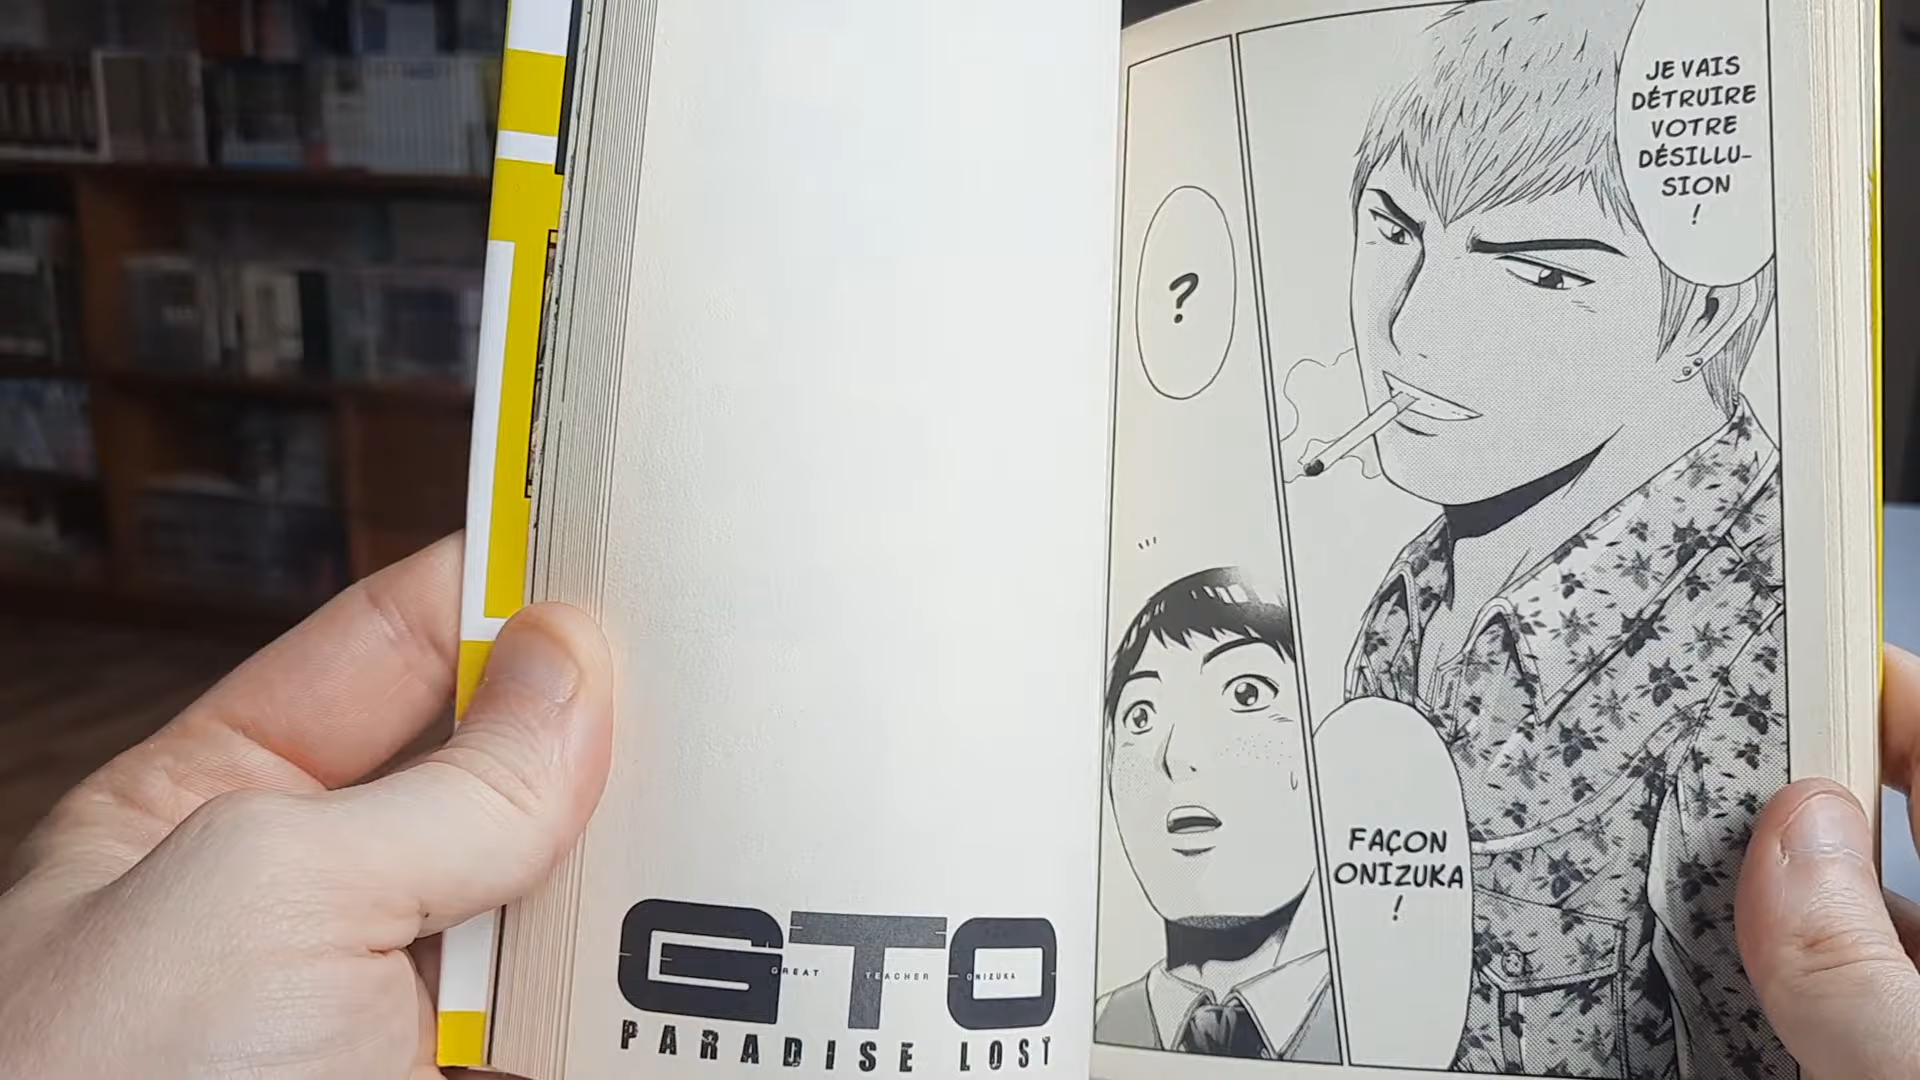 GTO
GREAT TEACHER ONIZUKA
PARADISE LOST
JE VAIS
DÉTRUIRE
VOTRE
DÉSILLU-
SION
!
?
FAÇON
ONIZUKA
!